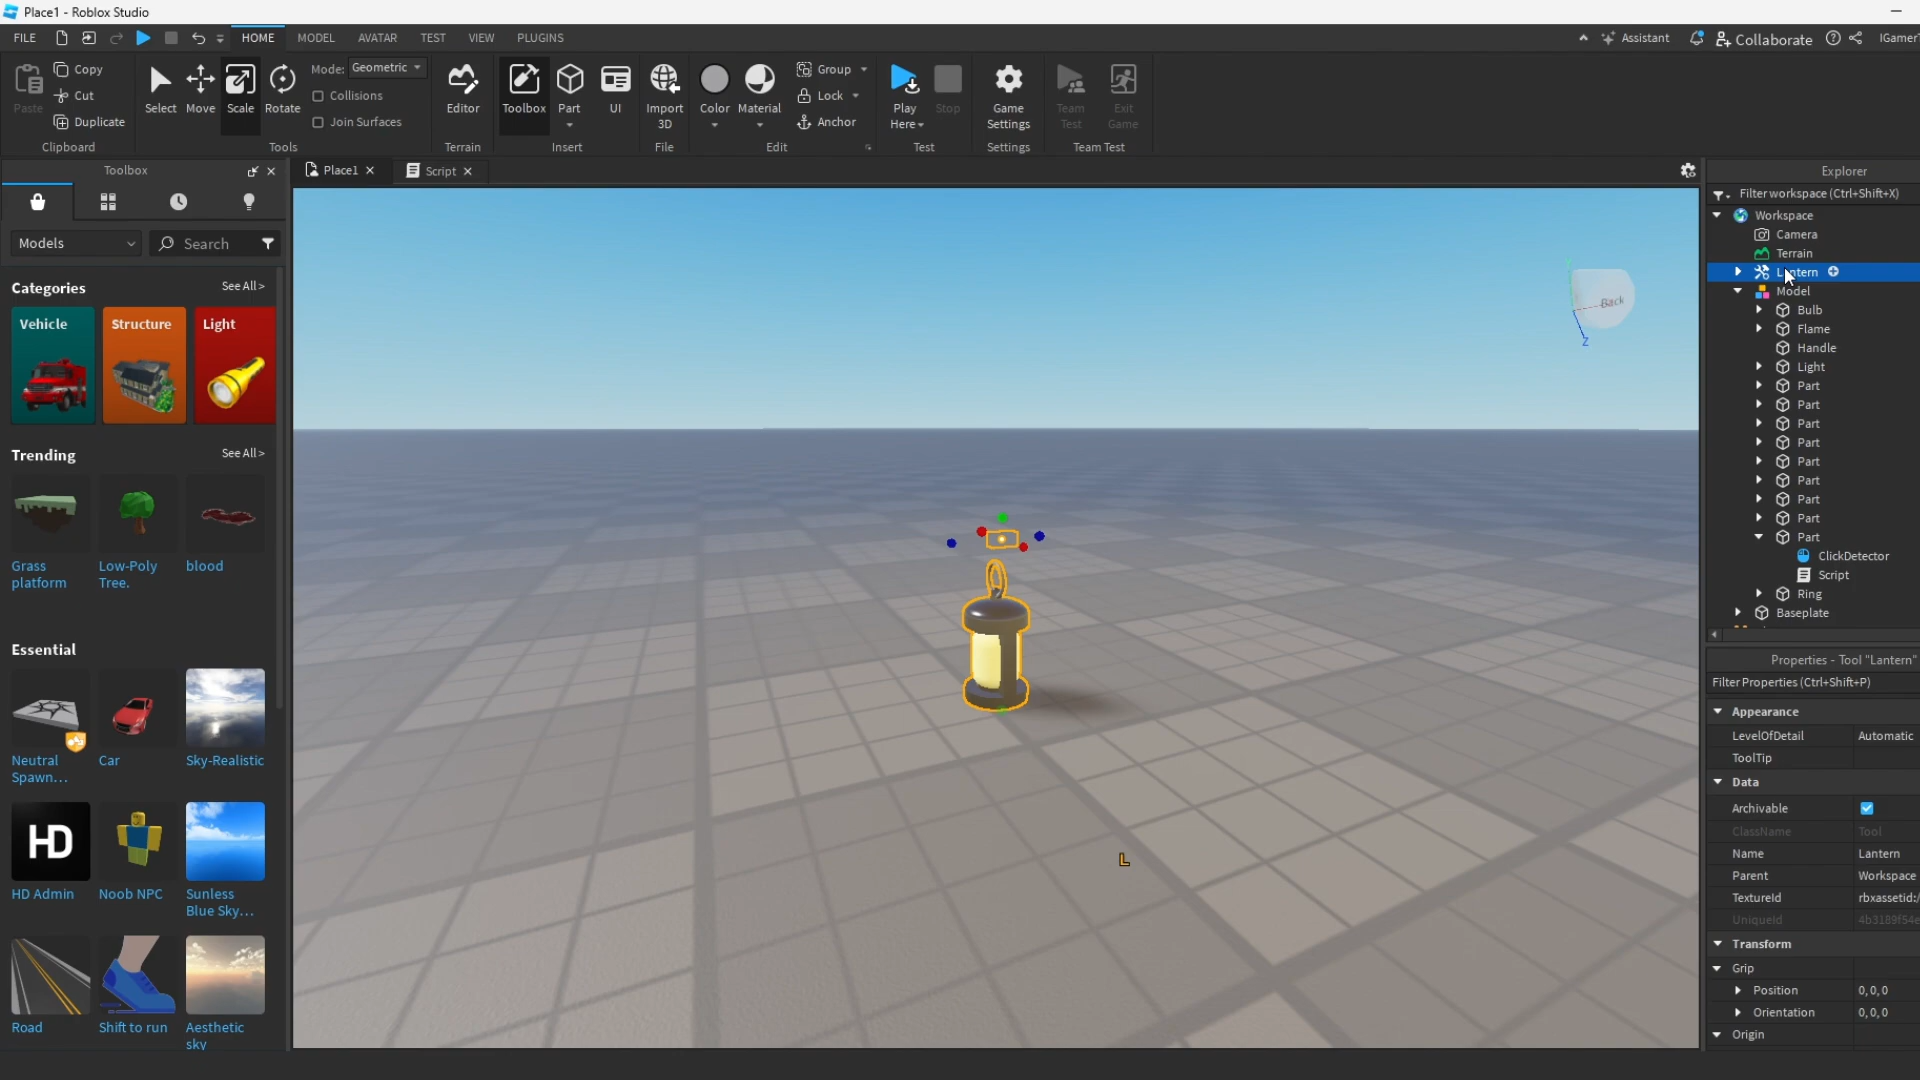 Place1 - Roblox Studio
FILE
HOME
MODEL
AVATAR
TEST
VIEW
PLUGINS
Assistant
Collaborate
Paste
Copy
Cut
Duplicate
Clipboard
Select
Move
Scale
Rotate
Mode: Geometric
Collisions
Join Surfaces
Tools
Editor
Terrain
Toolbox
Part
UI
Insert
Import 3D
File
Color
Material
Group
Lock
Anchor
Edit
Play Here
Stop
Test
Game Settings
Settings
Team Test
Exit Game
Team Test
Toolbox
Models
Search
Categories
See All >
Vehicle
Structure
Light
Trending
See All >
Grass platform
Low-Poly Tree.
blood
Essential
Neutral Spawn...
Car
Sky-Realistic
HD
HD Admin
Noob NPC
Sunless Blue Sky...
Road
Shift to run
Aesthetic sky
Place1
Script
Back
Z
L
Explorer
Filter workspace (Ctrl+Shift+X)
Workspace
Camera
Terrain
Lantern
Model
Bulb
Flame
Handle
Light
Part
Part
Part
Part
Part
Part
Part
Part
Part
ClickDetector
Script
Ring
Baseplate
Properties - Tool "Lantern"
Filter Properties (Ctrl+Shift+P)
Appearance
LevelOfDetail Automatic
ToolTip
Data
Archivable
ClassName Tool
Name Lantern
Parent Workspace
TextureId rbxassetid:/
UniqueId 4b3189f54e
Transform
Grip
Position 0, 0, 0
Orientation 0, 0, 0
Origin